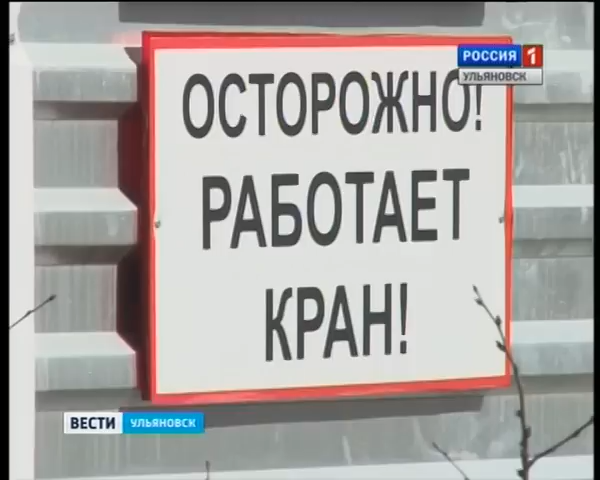 РОССИЯ 1
УЛЬЯНОВСК
ОСТОРОЖНО!
РАБОТАЕТ
КРАН!
ВЕСТИ УЛЬЯНОВСК